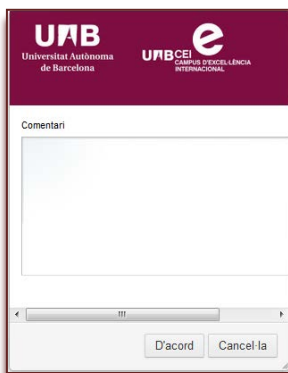 UAB
Universitat Autònoma
de Barcelona
UAB CEI
CAMPUS D'EXCEL·LÈNCIA
INTERNACIONAL
Comentari
D'acord
Cancel·la